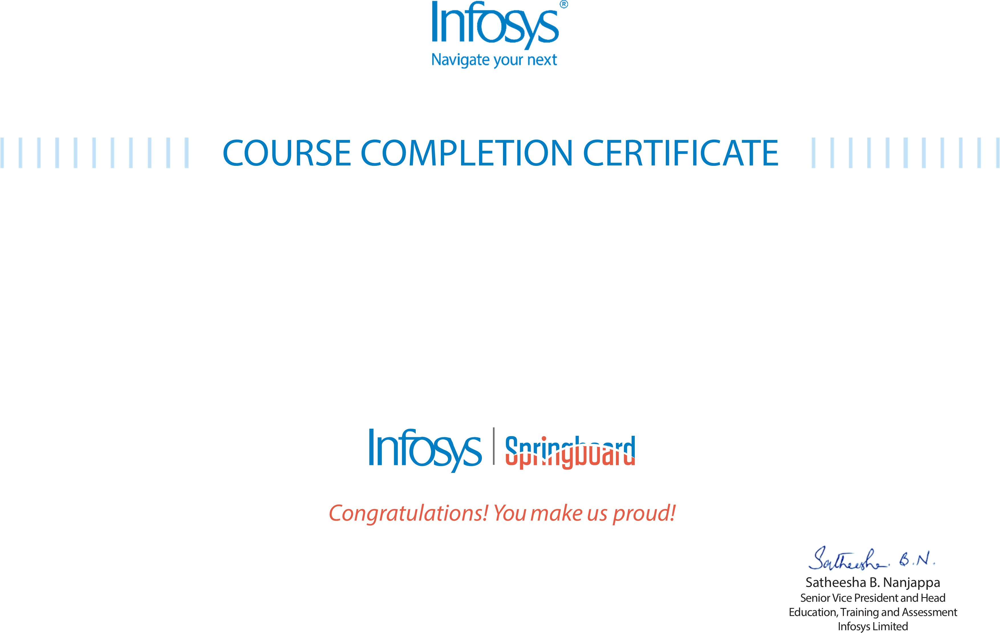 Infosys®
Navigate your next
COURSE COMPLETION CERTIFICATE
Infosys | Springboard
Congratulations! You make us proud!
Satheesha B.N.
Satheesha B. Nanjappa
Senior Vice President and Head
Education, Training and Assessment
Infosys Limited